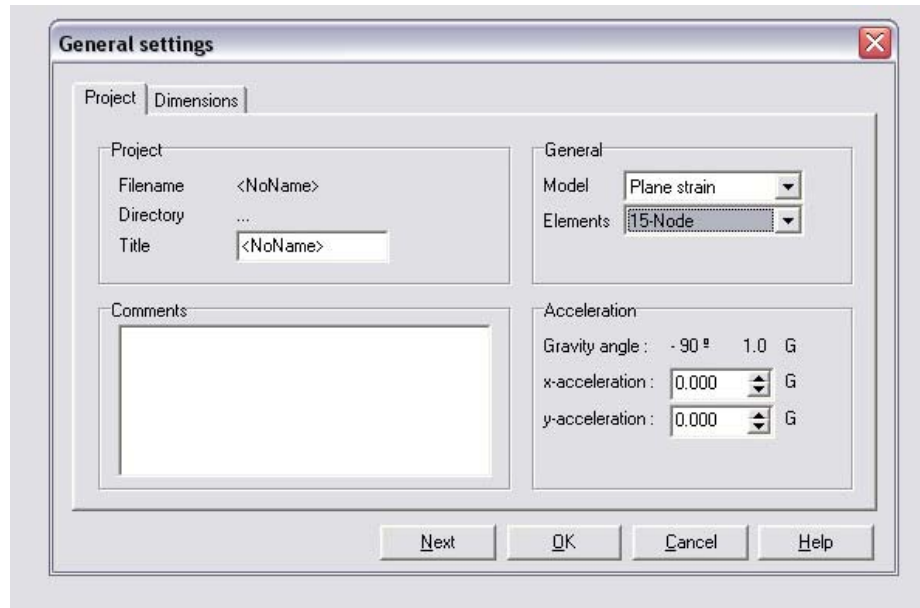 General settings
Project
Dimensions
Project
Filename <NoName>
Directory ...
Title <NoName>
General
Model Plane strain
Elements 15-Node
Comments
Acceleration
Gravity angle : - 90 º 1.0 G
x-acceleration : 0.000 G
y-acceleration : 0.000 G
Next
OK
Cancel
Help